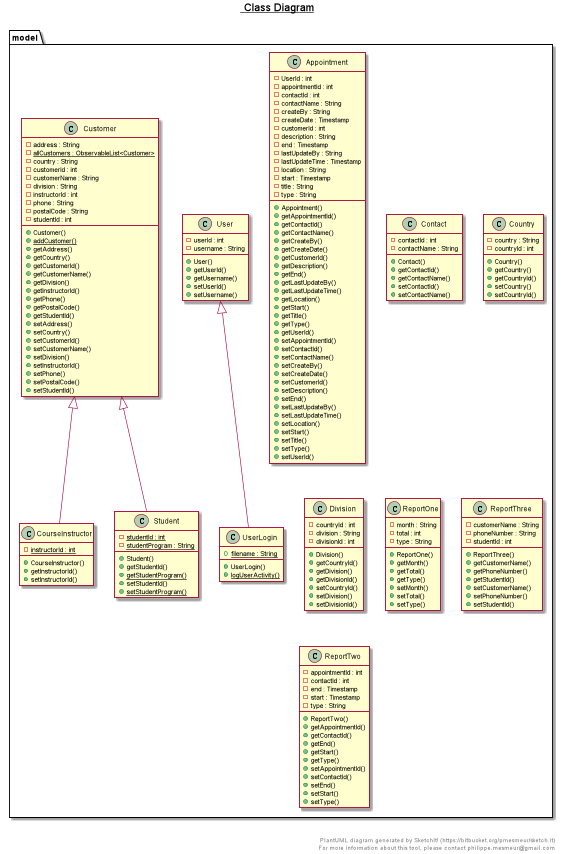 Class Diagram
model
C Appointment
UserId : int
appointmentId : int
contactId : int
contactName : String
createBy : String
createDate : Timestamp
customerId : int
description : String
end : Timestamp
lastUpdateBy : String
lastUpdateTime : Timestamp
location : String
start : Timestamp
title : String
type : String
Appointment()
getAppointmentId()
getContactId()
getContactName()
getCreateBy()
getCreateDate()
getCustomerId()
getDescription()
getEnd()
getLastUpdateBy()
getLastUpdateTime()
getLocation()
getStart()
getTitle()
getType()
getUserId()
setAppointmentId()
setContactId()
setContactName()
setCreateBy()
setCreateDate()
setCustomerId()
setDescription()
setEnd()
setLastUpdateBy()
setLastUpdateTime()
setLocation()
setStart()
setTitle()
setType()
setUserId()
C Customer
address : String
allCustomers : ObservableList<Customer>
country : String
customerId : int
customerName : String
division : String
instructorId : int
phone : String
postalCode : String
studentId : int
Customer()
addCustomer()
getAddress()
getCountry()
getCustomerId()
getCustomerName()
getDivision()
getInstructorId()
getPhone()
getPostalCode()
getStudentId()
setAddress()
setCountry()
setCustomerId()
setCustomerName()
setDivision()
setInstructorId()
setPhone()
setPostalCode()
setStudentId()
C User
userId : int
username : String
User()
getUserId()
getUsername()
setUserId()
setUsername()
C Contact
contactId : int
contactName : String
Contact()
getContactId()
getContactName()
setContactId()
setContactName()
C Country
country : String
countryId : int
Country()
getCountry()
getCountryId()
setCountry()
setCountryId()
C CourseInstructor
instructorId : int
CourseInstructor()
getInstructorId()
setInstructorId()
C Student
studentId : int
studentProgram : String
Student()
getStudentId()
getStudentProgram()
setStudentId()
setStudentProgram()
C UserLogin
filename : String
UserLogin()
logUserActivity()
C Division
countryId : int
division : String
divisionId : int
Division()
getCountryId()
getDivision()
getDivisionId()
setCountryId()
setDivision()
setDivisionId()
C ReportOne
month : String
total : int
type : String
ReportOne()
getMonth()
getTotal()
getType()
setMonth()
setTotal()
setType()
C ReportThree
customerName : String
phoneNumber : String
studentId : int
ReportThree()
getCustomerName()
getPhoneNumber()
getStudentId()
setCustomerName()
setPhoneNumber()
setStudentId()
C ReportTwo
appointmentId : int
contactId : int
end : Timestamp
start : Timestamp
type : String
ReportTwo()
getAppointmentId()
getContactId()
getEnd()
getStart()
getType()
setAppointmentId()
setContactId()
setEnd()
setStart()
setType()
PlantUML diagram generated by SketchIt! (https://bitbucket.org/pmesmeur/sketch.it)
For more information about this tool, please contact philippe.mesmeur@gmail.com